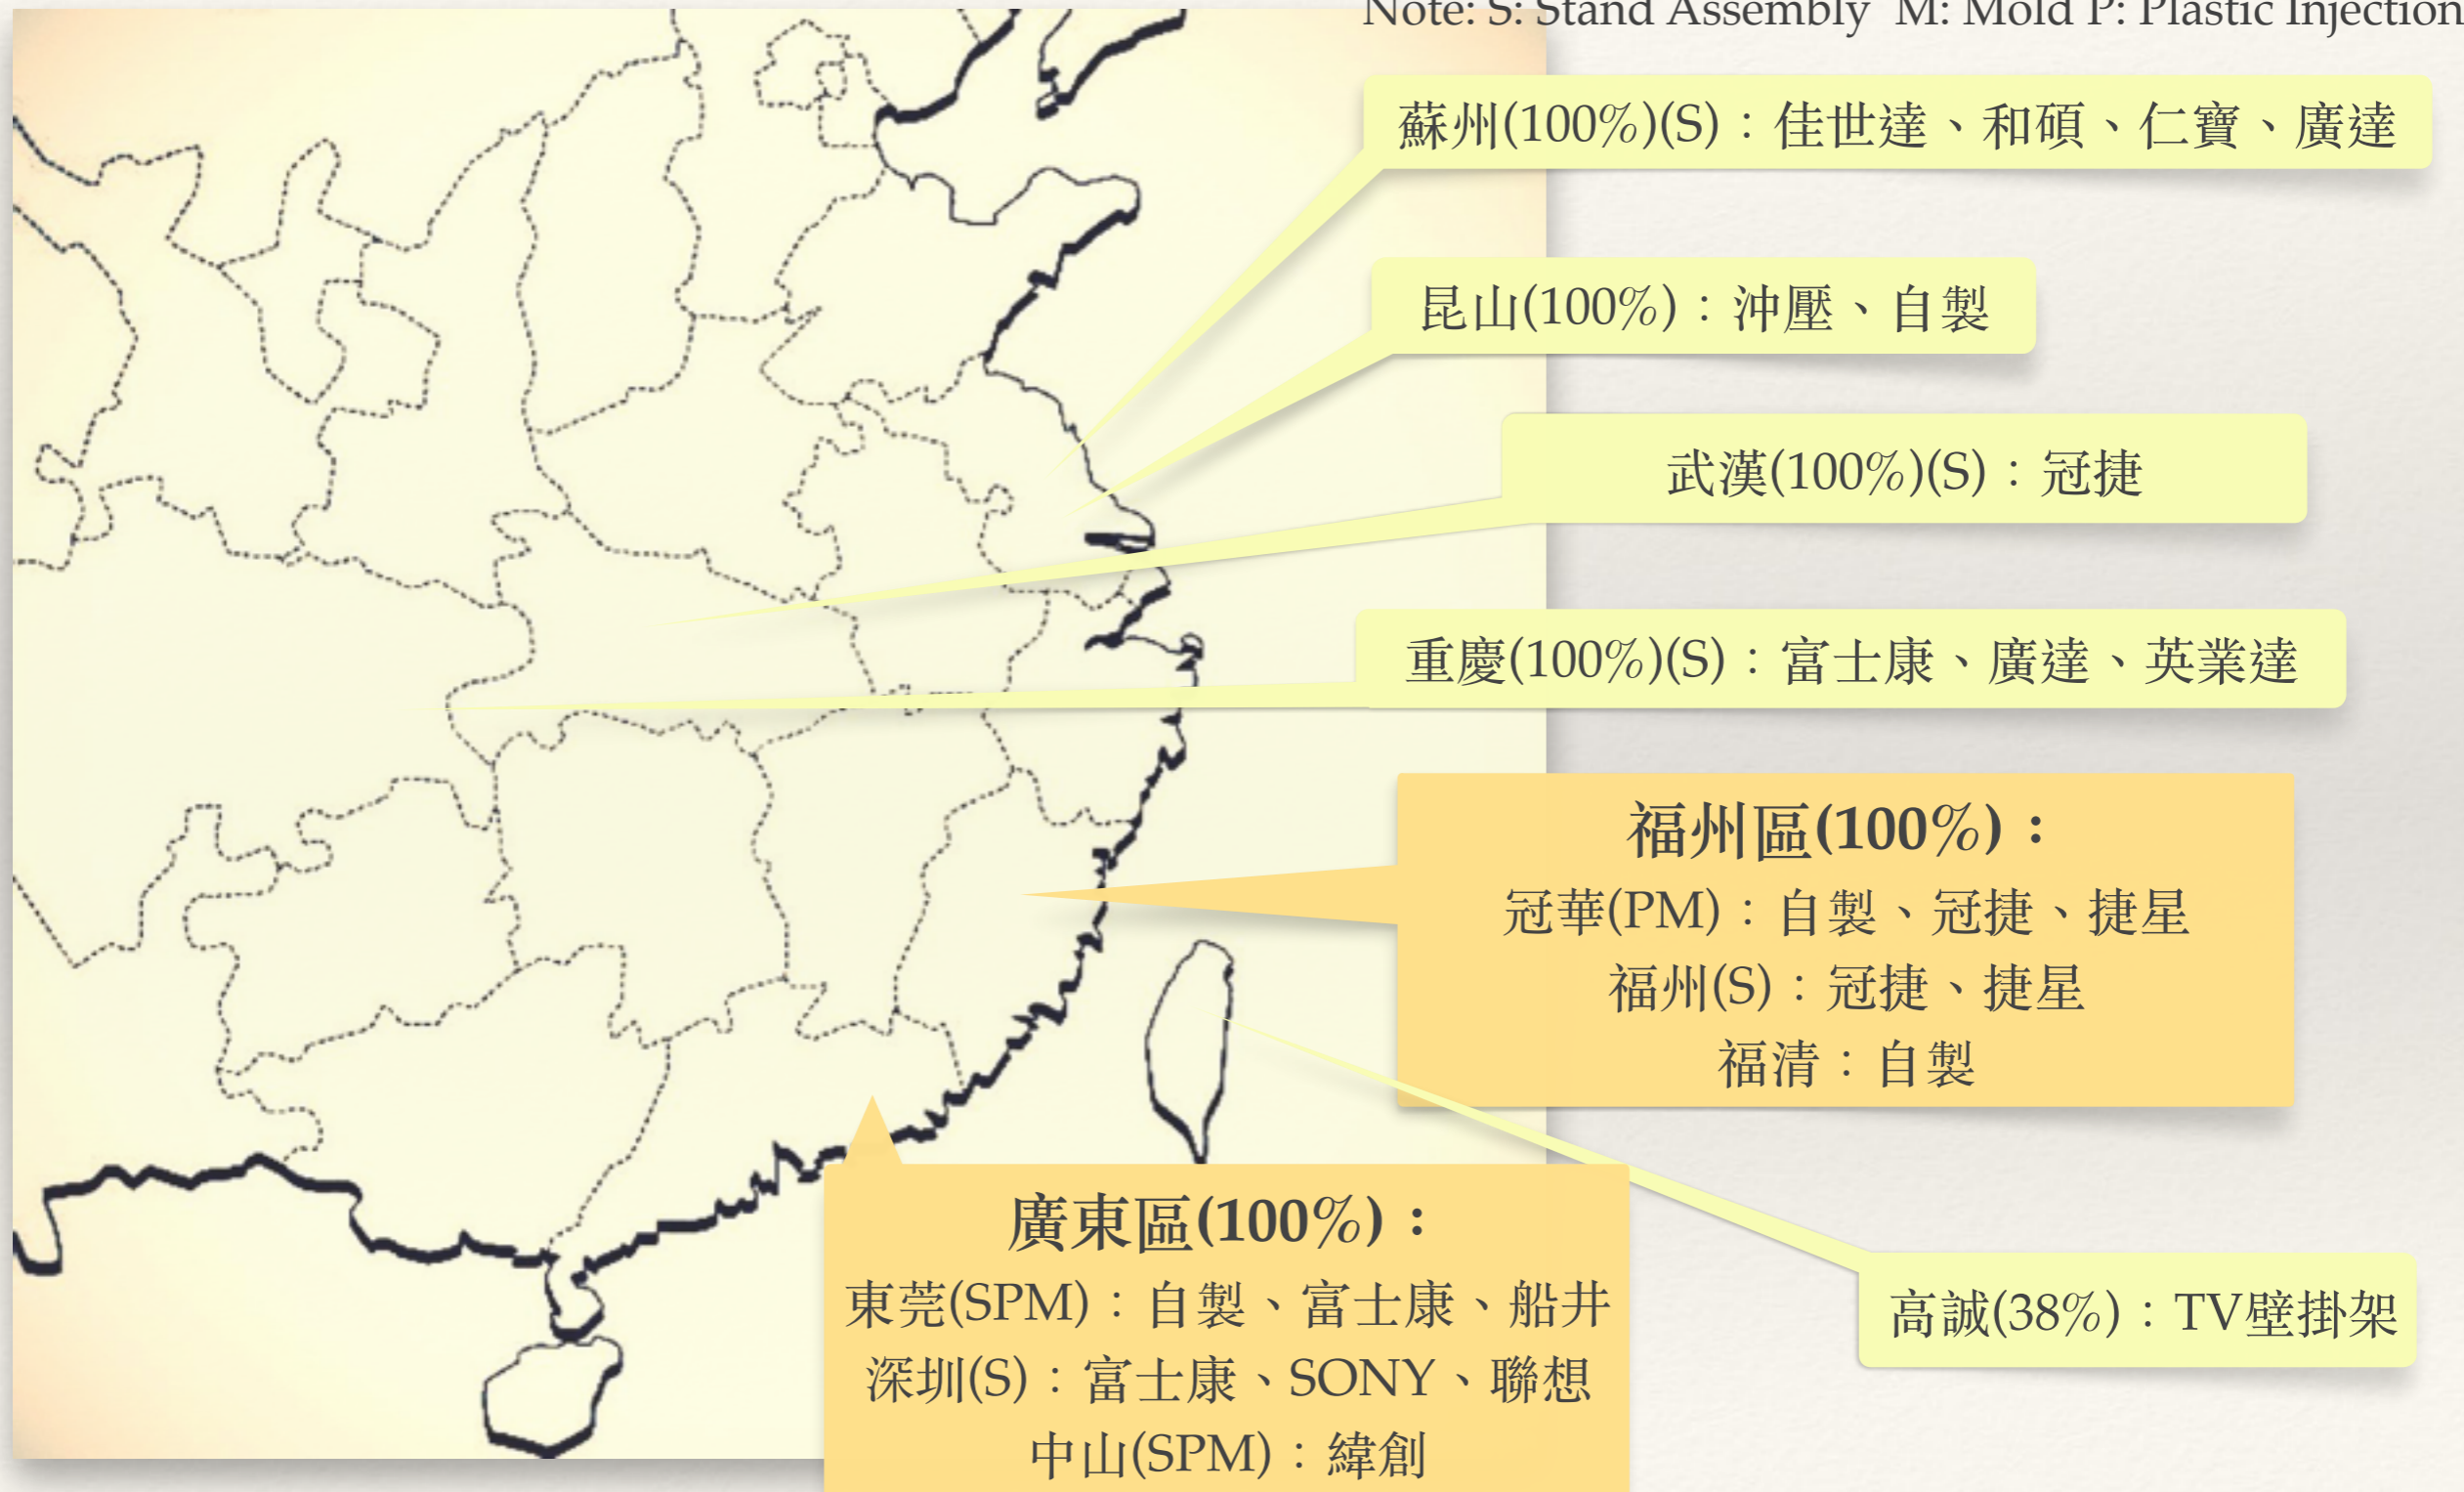 Note: S: Stand Assembly  M: Mold P: Plastic Injection
蘇州(100%)(S)：佳世達、和碩、仁寶、廣達
昆山(100%)：沖壓、自製
武漢(100%)(S)：冠捷
重慶(100%)(S)：富士康、廣達、英業達
福州區(100%)：
冠華(PM)：自製、冠捷、捷星
福州(S)：冠捷、捷星
福清：自製
廣東區(100%)：
東莞(SPM)：自製、富士康、船井
深圳(S)：富士康、SONY、聯想
中山(SPM)：緯創
高誠(38%)：TV壁掛架